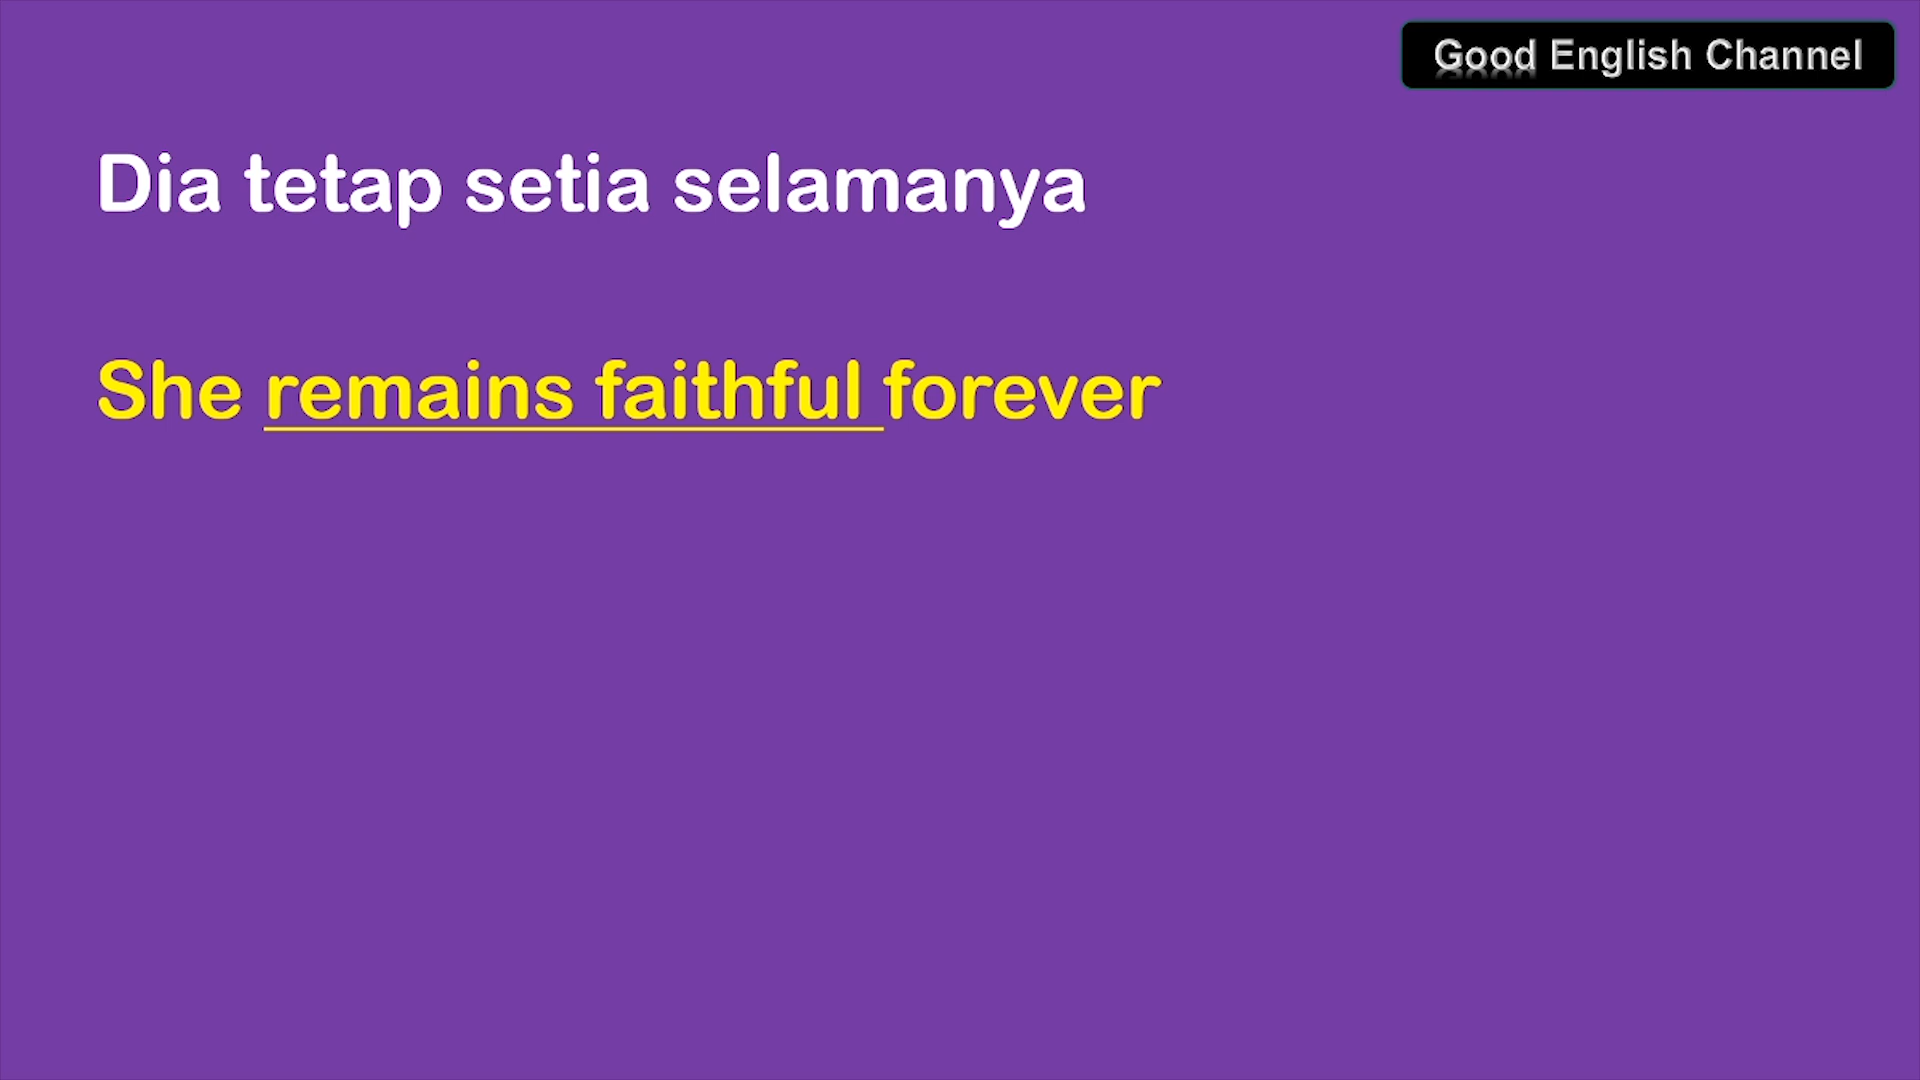 Good English Channel
Dia tetap setia selamanya
She remains faithful forever